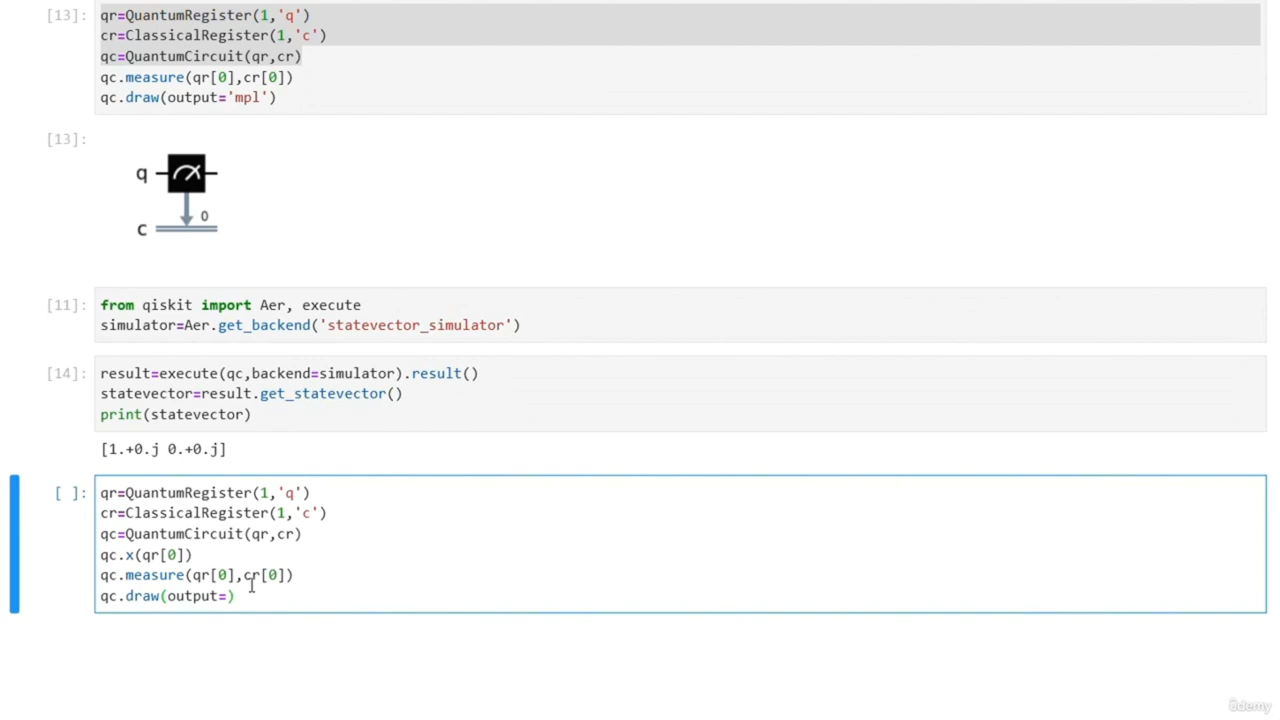 [13]:
qr=QuantumRegister(1,'q')
cr=ClassicalRegister(1,'c')
qc=QuantumCircuit(qr,cr)
qc.measure(qr[0],cr[0])
qc.draw(output='mpl')
[13]:
q
0
c
[11]:
from qiskit import Aer, execute
simulator=Aer.get_backend('statevector_simulator')
[14]:
result=execute(qc,backend=simulator).result()
statevector=result.get_statevector()
print(statevector)
[1.+0.j 0.+0.j]
[ ]:
qr=QuantumRegister(1,'q')
cr=ClassicalRegister(1,'c')
qc=QuantumCircuit(qr,cr)
qc.x(qr[0])
qc.measure(qr[0],cr[0])
qc.draw(output=)
ûdemy